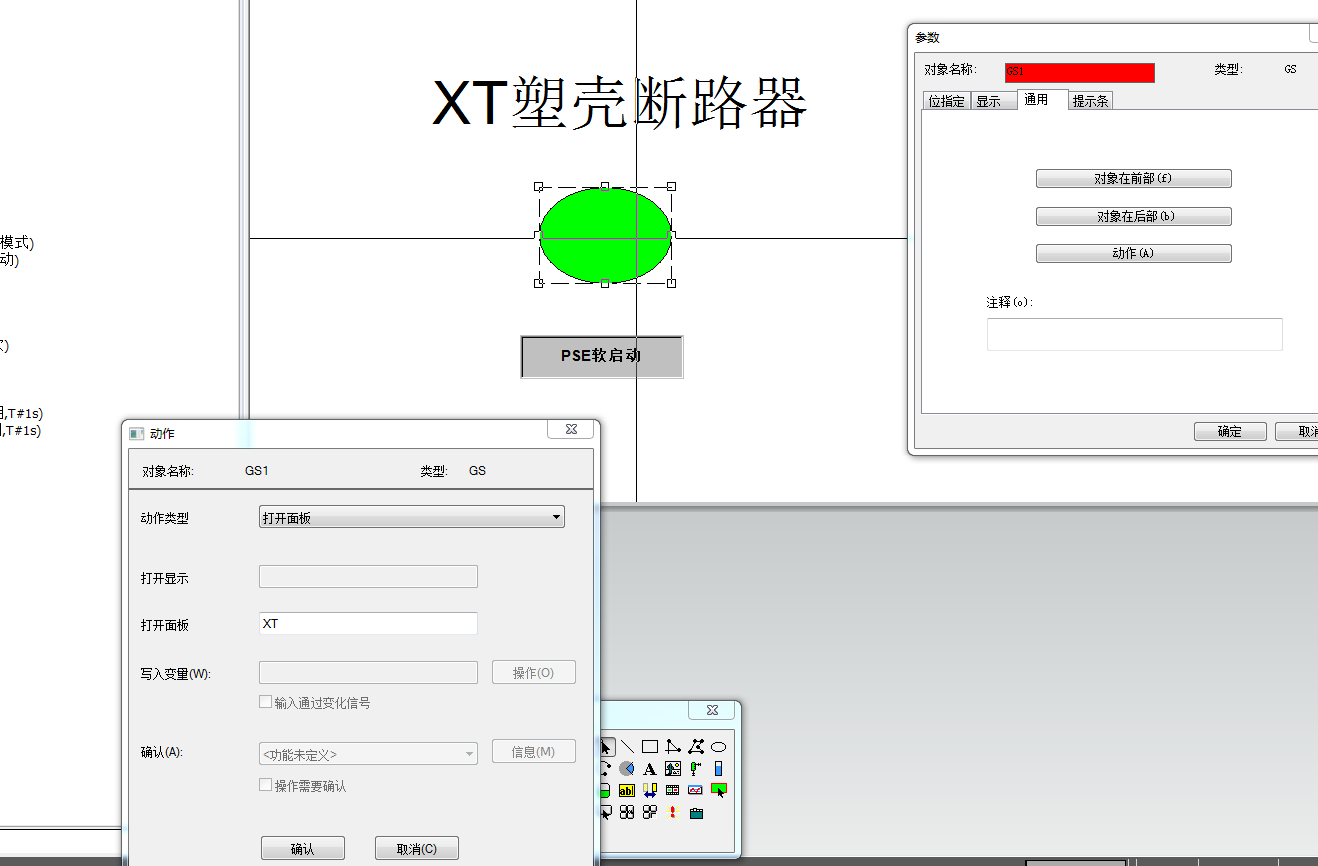 XT塑壳断路器
PSE软启动
模式)
动)
,T#1s)
,T#1s)
参数
对象名称:
GS1
类型:
GS
位指定
显示
通用
提示条
对象在前部(f)
对象在后部(b)
动作(A)
注释(o):
确定
取消
动作
对象名称:
GS1
类型:
GS
动作类型
打开面板
打开显示
打开面板
XT
写入变量(W):
操作(O)
输入通过变化信号
确认(A):
<功能未定义>
信息(M)
操作需要确认
确认
取消(C)
A
ab